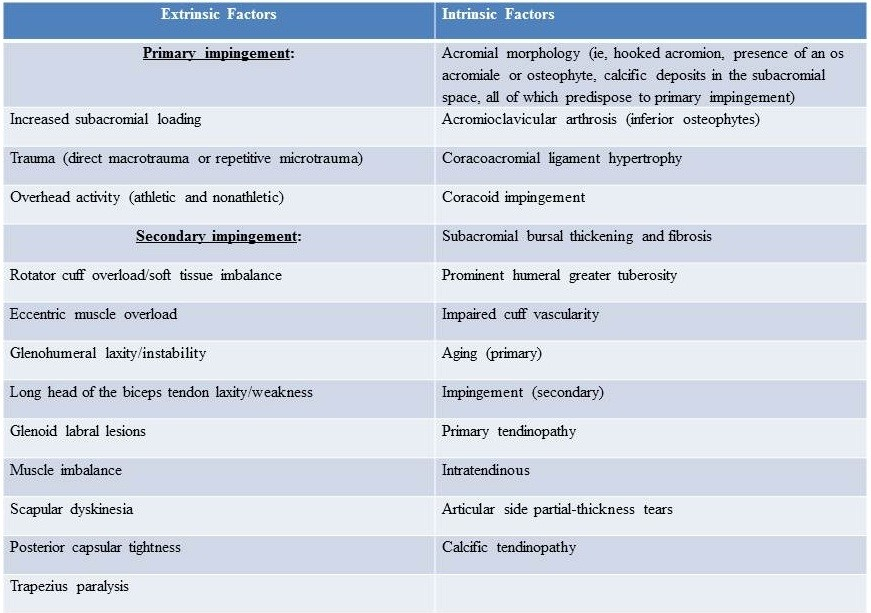 Extrinsic Factors
Intrinsic Factors
Primary impingement:
Acromial morphology (ie, hooked acromion, presence of an os
acromiale or osteophyte, calcific deposits in the subacromial
space, all of which predispose to primary impingement)
Increased subacromial loading
Acromioclavicular arthrosis (inferior osteophytes)
Trauma (direct macrotrauma or repetitive microtrauma)
Coracoacromial ligament hypertrophy
Overhead activity (athletic and nonathletic)
Coracoid impingement
Secondary impingement:
Subacromial bursal thickening and fibrosis
Rotator cuff overload/soft tissue imbalance
Prominent humeral greater tuberosity
Eccentric muscle overload
Impaired cuff vascularity
Glenohumeral laxity/instability
Aging (primary)
Long head of the biceps tendon laxity/weakness
Impingement (secondary)
Glenoid labral lesions
Primary tendinopathy
Muscle imbalance
Intratendinous
Scapular dyskinesia
Articular side partial-thickness tears
Posterior capsular tightness
Calcific tendinopathy
Trapezius paralysis